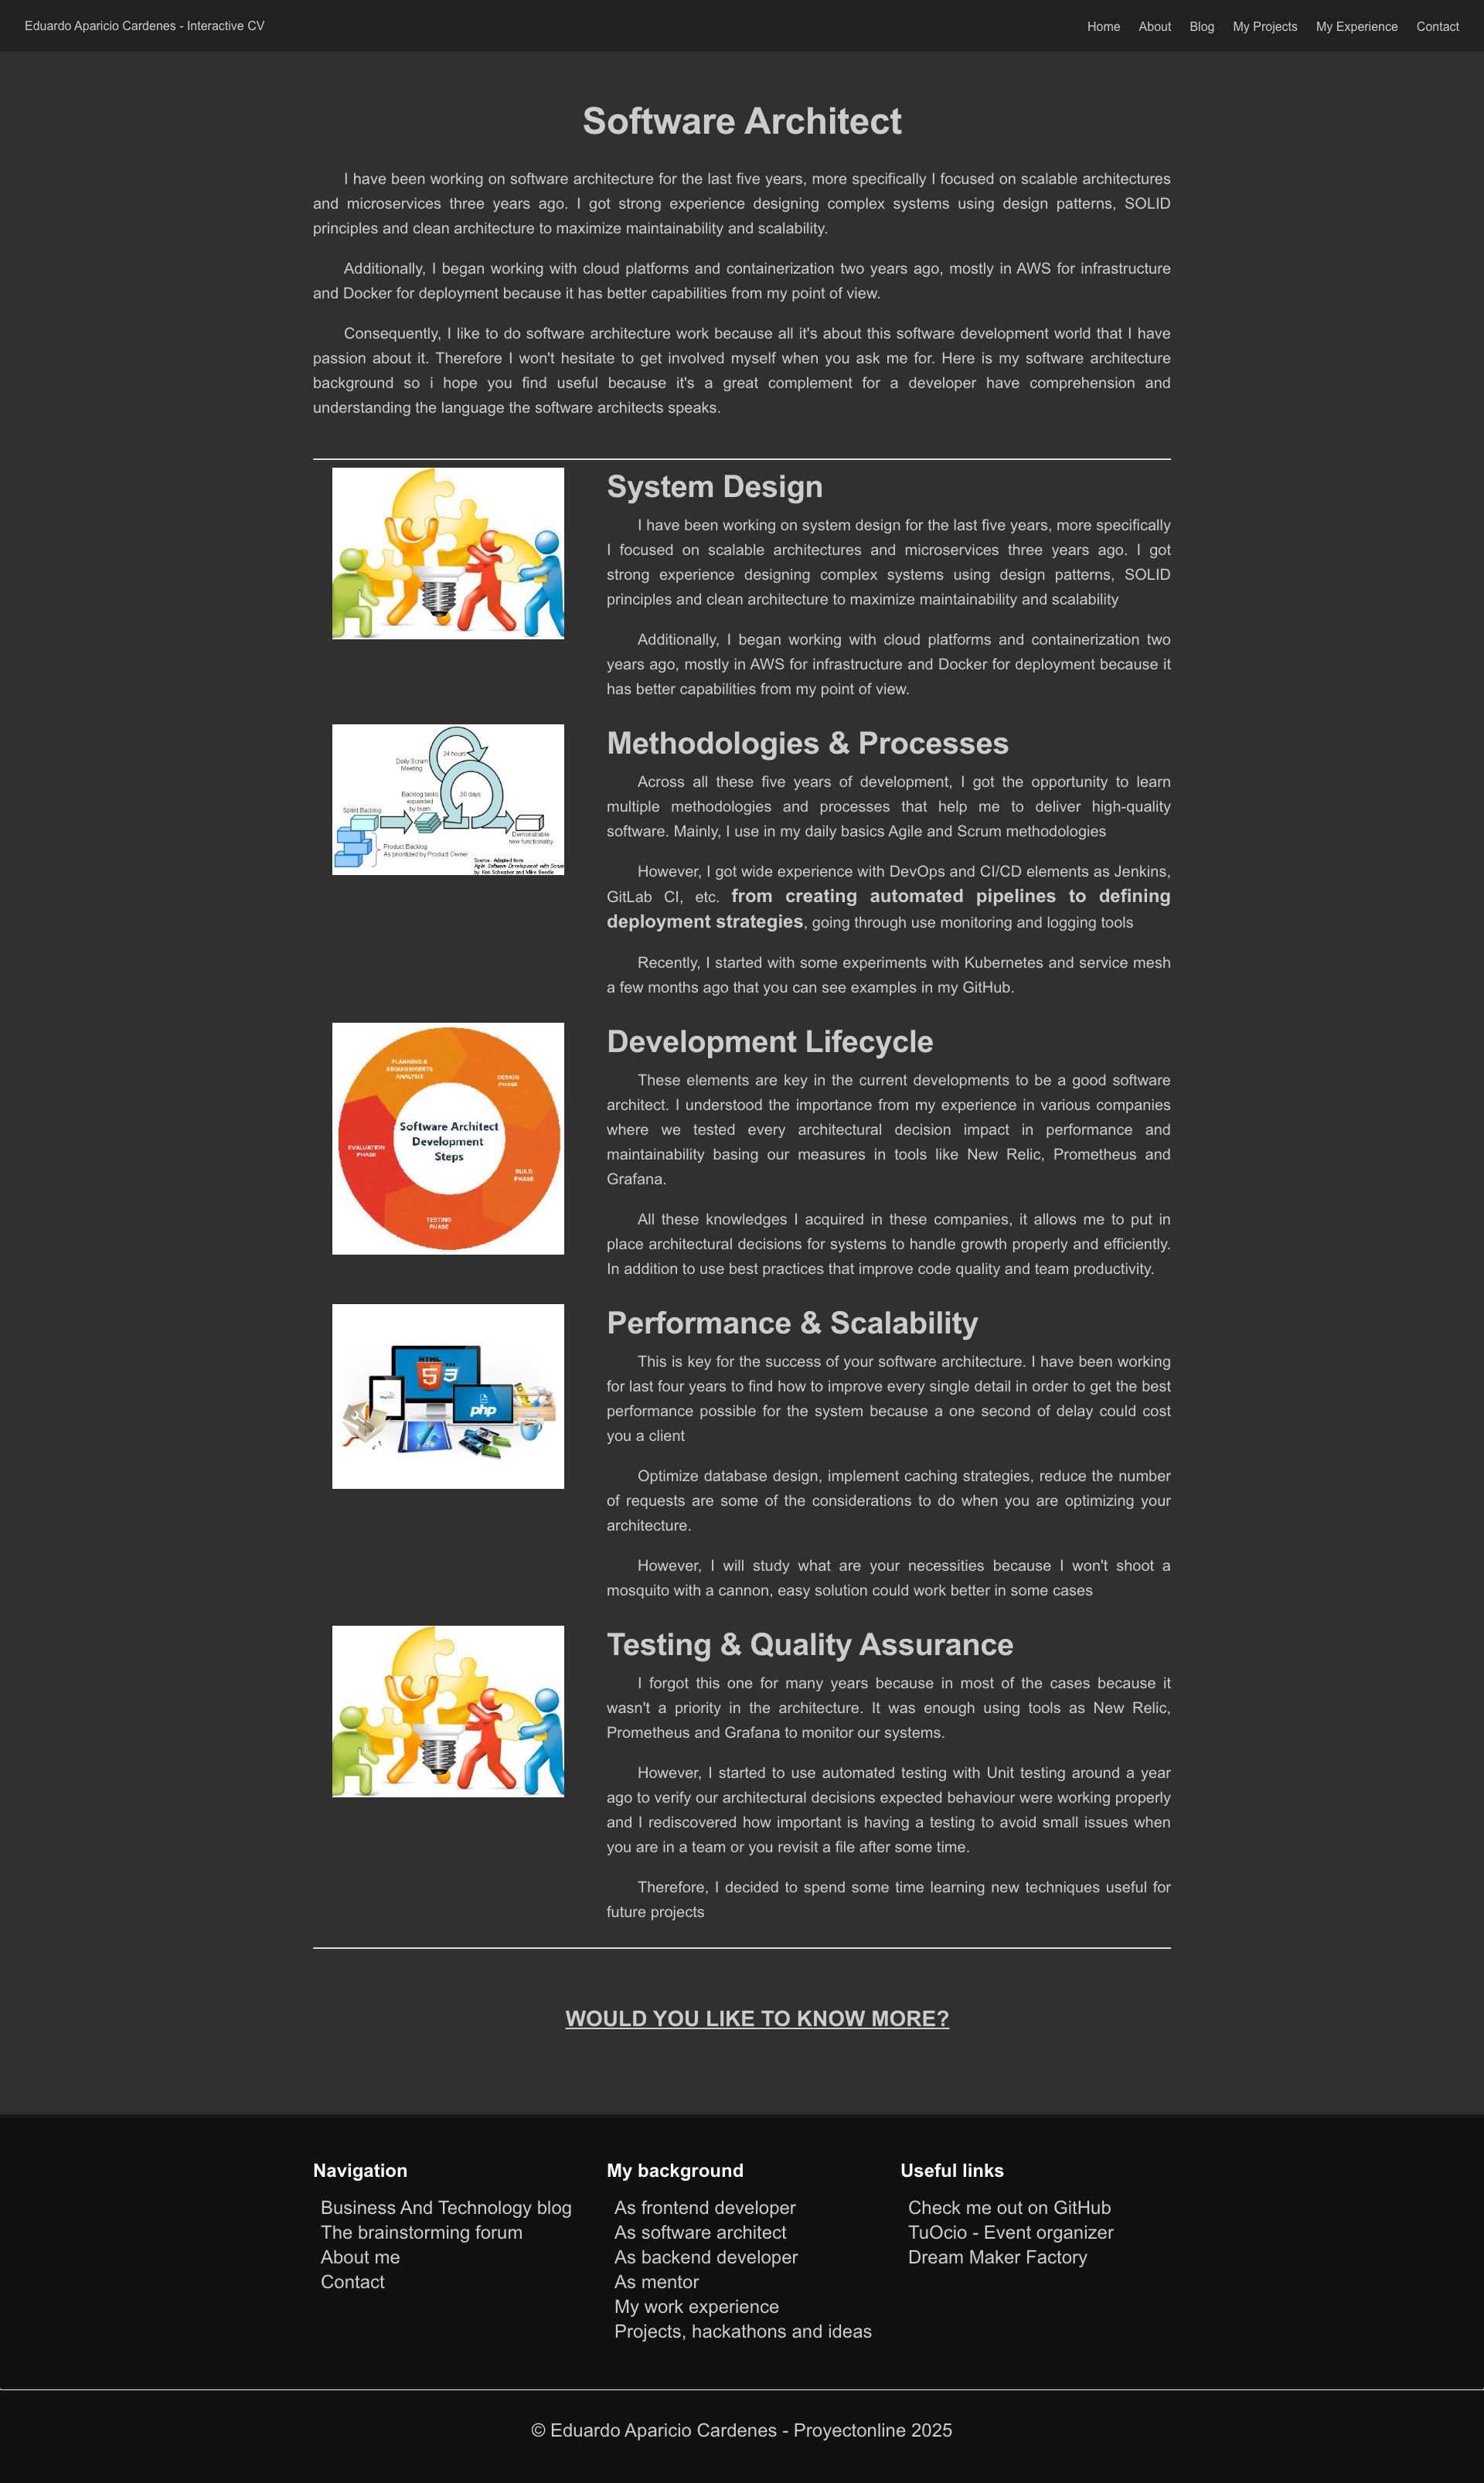 Eduardo Aparicio Cardenes - Interactive CV
Home About Blog My Projects My Experience Contact
Software Architect
I have been working on software architecture for the last five years, more specifically I focused on scalable architectures
and microservices three years ago. I got strong experience designing complex systems using design patterns, SOLID
principles and clean architecture to maximize maintainability and scalability.
Additionally, I began working with cloud platforms and containerization two years ago, mostly in AWS for infrastructure
and Docker for deployment because it has better capabilities from my point of view.
Consequently, I like to do software architecture work because all it's about this software development world that I have
passion about it. Therefore I won't hesitate to get involved myself when you ask me for. Here is my software architecture
background so i hope you find useful because it's a great complement for a developer have comprehension and
understanding the language the software architects speaks.
System Design
I have been working on system design for the last five years, more specifically
I focused on scalable architectures and microservices three years ago. I got
strong experience designing complex systems using design patterns, SOLID
principles and clean architecture to maximize maintainability and scalability
Additionally, I began working with cloud platforms and containerization two
years ago, mostly in AWS for infrastructure and Docker for deployment because it
has better capabilities from my point of view.
24 hours
Daily Scrum
Meeting
Backlog tasks
expanded
by team
30 days
Sprint Backlog
Demonstrable
new functionality
Product Backlog
As prioritized by Product Owner
Source: Adapted from
Agile Software Development with Scrum
by Ken Schwaber and Mike Beedle
Methodologies & Processes
Across all these five years of development, I got the opportunity to learn
multiple methodologies and processes that help me to deliver high-quality
software. Mainly, I use in my daily basics Agile and Scrum methodologies
However, I got wide experience with DevOps and CI/CD elements as Jenkins,
GitLab CI, etc. from creating automated pipelines to defining
deployment strategies, going through use monitoring and logging tools
Recently, I started with some experiments with Kubernetes and service mesh
a few months ago that you can see examples in my GitHub.
PLANNING &
REQUIREMENTS
ANALYSIS
DESIGN
PHASE
Software Architect
Development
Steps
EVALUATION
PHASE
BUILD
PHASE
TESTING
PHASE
Development Lifecycle
These elements are key in the current developments to be a good software
architect. I understood the importance from my experience in various companies
where we tested every architectural decision impact in performance and
maintainability basing our measures in tools like New Relic, Prometheus and
Grafana.
All these knowledges I acquired in these companies, it allows me to put in
place architectural decisions for systems to handle growth properly and efficiently.
In addition to use best practices that improve code quality and team productivity.
HTML
5 3
php
Performance & Scalability
This is key for the success of your software architecture. I have been working
for last four years to find how to improve every single detail in order to get the best
performance possible for the system because a one second of delay could cost
you a client
Optimize database design, implement caching strategies, reduce the number
of requests are some of the considerations to do when you are optimizing your
architecture.
However, I will study what are your necessities because I won't shoot a
mosquito with a cannon, easy solution could work better in some cases
Testing & Quality Assurance
I forgot this one for many years because in most of the cases because it
wasn't a priority in the architecture. It was enough using tools as New Relic,
Prometheus and Grafana to monitor our systems.
However, I started to use automated testing with Unit testing around a year
ago to verify our architectural decisions expected behaviour were working properly
and I rediscovered how important is having a testing to avoid small issues when
you are in a team or you revisit a file after some time.
Therefore, I decided to spend some time learning new techniques useful for
future projects
WOULD YOU LIKE TO KNOW MORE?
Navigation
Business And Technology blog
The brainstorming forum
About me
Contact
My background
As frontend developer
As software architect
As backend developer
As mentor
My work experience
Projects, hackathons and ideas
Useful links
Check me out on GitHub
TuOcio - Event organizer
Dream Maker Factory
© Eduardo Aparicio Cardenes - Proyectonline 2025